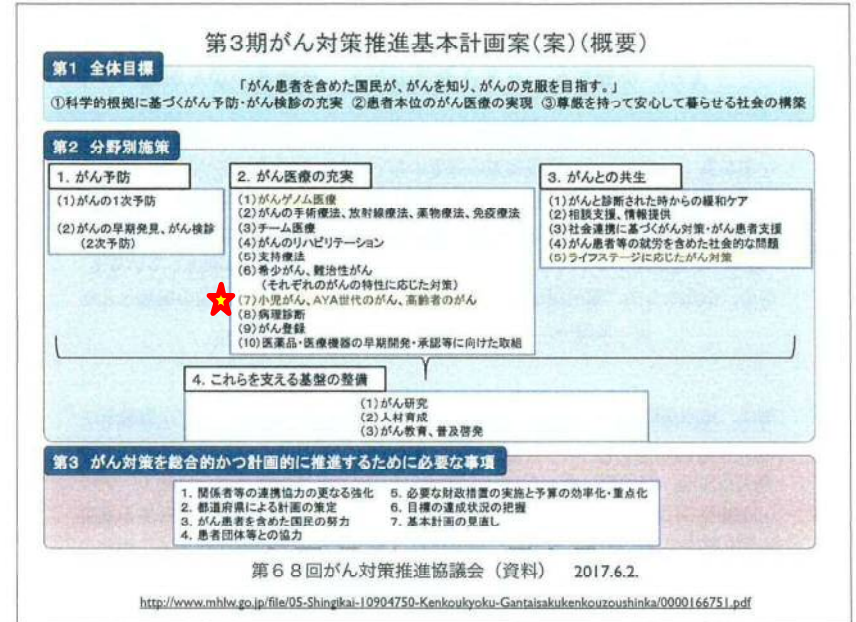 第3期がん対策推進基本計画案(案)(概要)
第1 全体目標
「がん患者を含めた国民が、がんを知り、がんの克服を目指す。」
①科学的根拠に基づくがん予防・がん検診の充実 ②患者本位のがん医療の実現 ③尊厳を持って安心して暮らせる社会の構築
第2 分野別施策
1. がん予防
(1)がんの1次予防
(2)がんの早期発見、がん検診
(2次予防)
2. がん医療の充実
(1)がんゲノム医療
(2)がんの手術療法、放射線療法、薬物療法、免疫療法
(3)チーム医療
(4)がんのリハビリテーション
(5)支持療法
(6)希少がん、難治性がん
(それぞれのがんの特性に応じた対策)
(7)小児がん、AYA世代のがん、高齢者のがん
(8)病理診断
(9)がん登録
(10)医薬品・医療機器の早期開発・承認等に向けた取組
3. がんとの共生
(1)がんと診断された時からの緩和ケア
(2)相談支援、情報提供
(3)社会連携に基づくがん対策・がん患者支援
(4)がん患者等の就労を含めた社会的な問題
(5)ライフステージに応じたがん対策
4. これらを支える基盤の整備
(1)がん研究
(2)人材育成
(3)がん教育、普及啓発
第3 がん対策を総合的かつ計画的に推進するために必要な事項
1. 関係者等の連携協力の更なる強化
2. 都道府県による計画の策定
3. がん患者を含めた国民の努力
4. 患者団体等との協力
5. 必要な財政措置の実施と予算の効率化・重点化
6. 目標の達成状況の把握
7. 基本計画の見直し
第68回がん対策推進協議会（資料） 2017.6.2.
http://www.mhlw.go.jp/file/05-Shingikai-10904750-Kenkoukyoku-Gantaisakukenkouzoushinka/0000166751.pdf